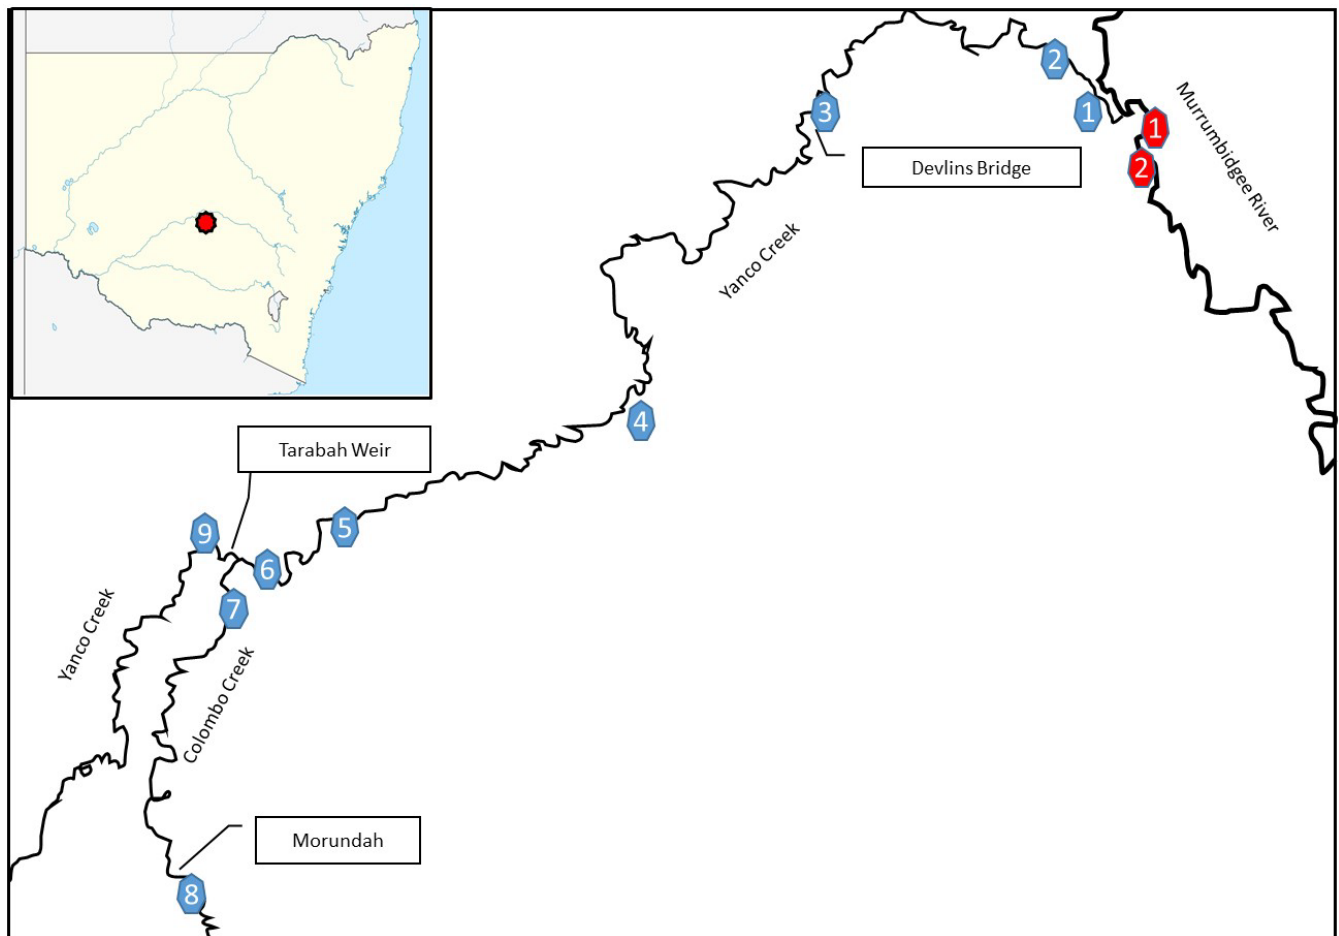 2
1
1
3
2
Murrumbidgee River
Devlins Bridge
Yanco Creek
4
Tarabah Weir
5
9
6
7
Yanco Creek
Colombo Creek
Morundah
8